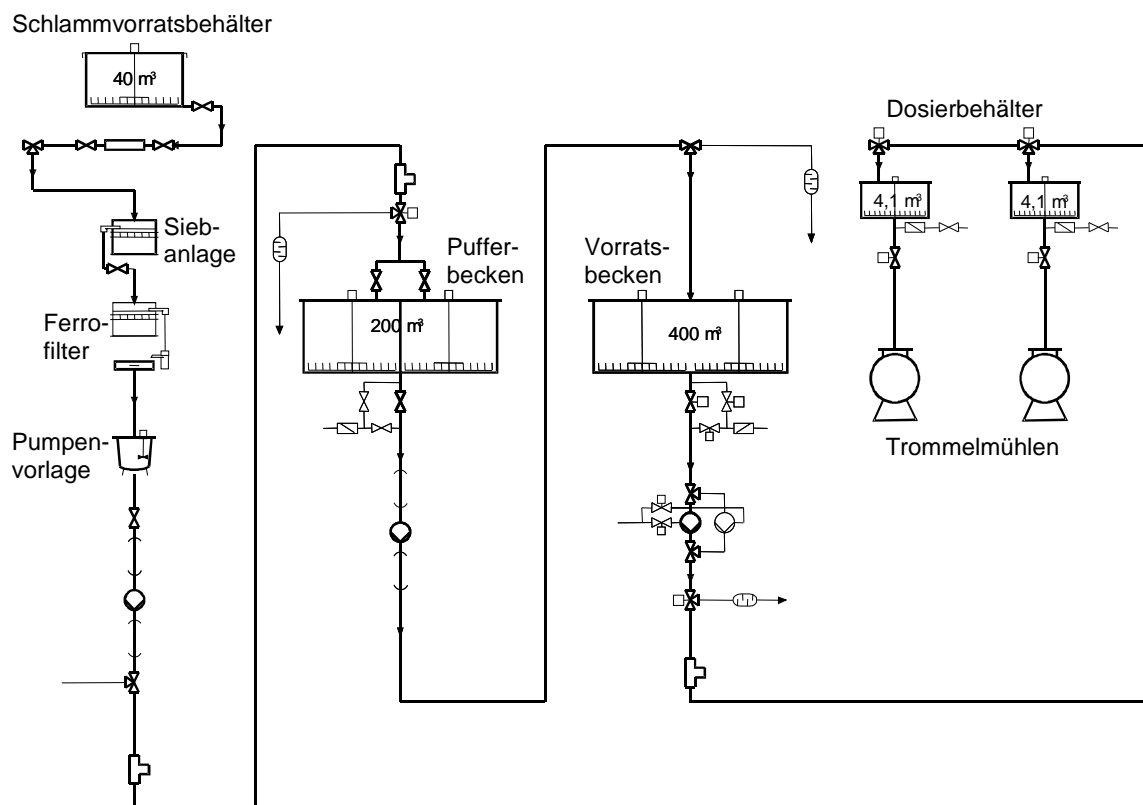 Schlammvorratsbehälter
40 m³
Sieb-
anlage
Ferro-
filter
Pumpen-
vorlage
Puffer-
becken
200 m³
Vorrats-
becken
400 m³
Dosierbehälter
4,1 m³
4,1 m³
Trommelmühlen